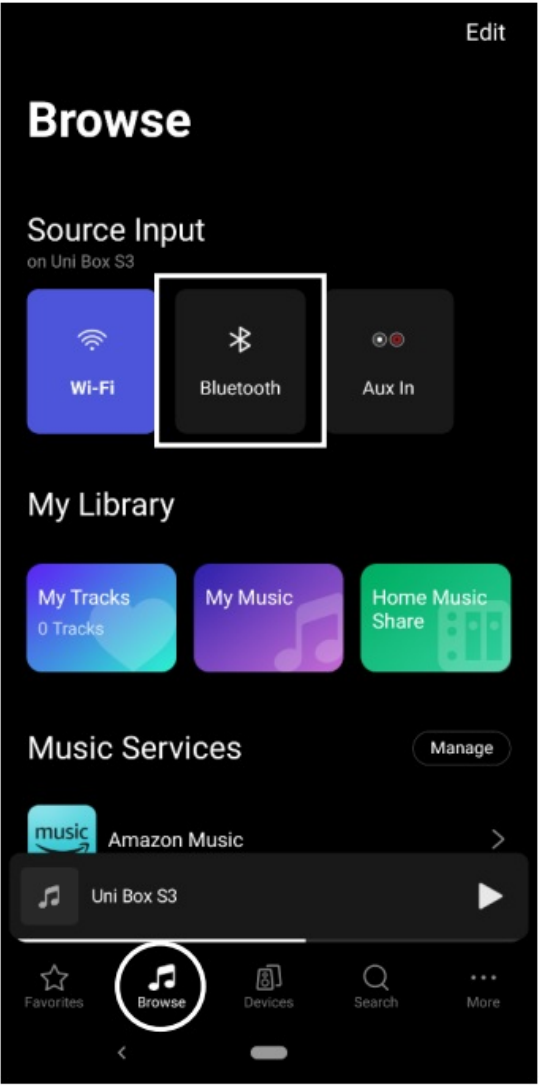 Edit
Browse
Source Input
on Uni Box S3
Wi-Fi
Bluetooth
Aux In
My Library
My Tracks
0 Tracks
My Music
Home Music
Share
Music Services
Manage
music
Amazon Music
Uni Box S3
Favorites
Browse
Devices
Search
More